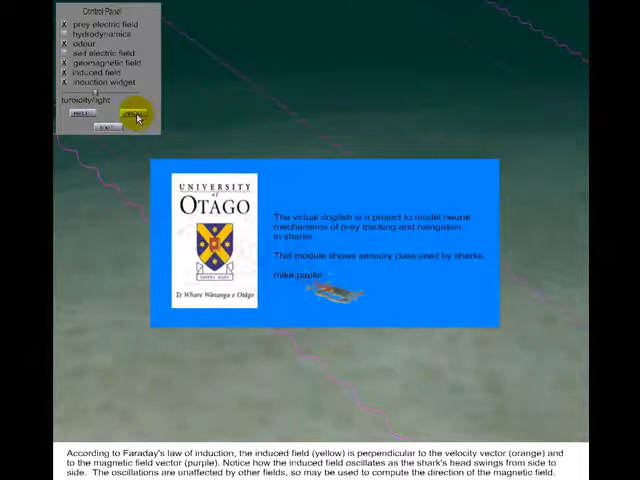 Control Panel
X prey electric field
hydrodynamics
X odour
self electric field
X geomagnetic field
X induced field
X induction widget
turbidity/light
HELP
UNIVERSITY
of
OTAGO
Te Whare Wānanga o Otāgo
The virtual dogfish is a project to model neural
mechanisms of prey tracking and navigation
in sharks.
This module shows sensory cues used by sharks.
mike.paulin
According to Faraday's law of induction, the induced field (yellow) is perpendicular to the velocity vector (orange) and
to the magnetic field vector (purple). Notice how the induced field oscillates as the shark's head swings from side to
side. The oscillations are unaffected by other fields, so may be used to compute the direction of the magnetic field.